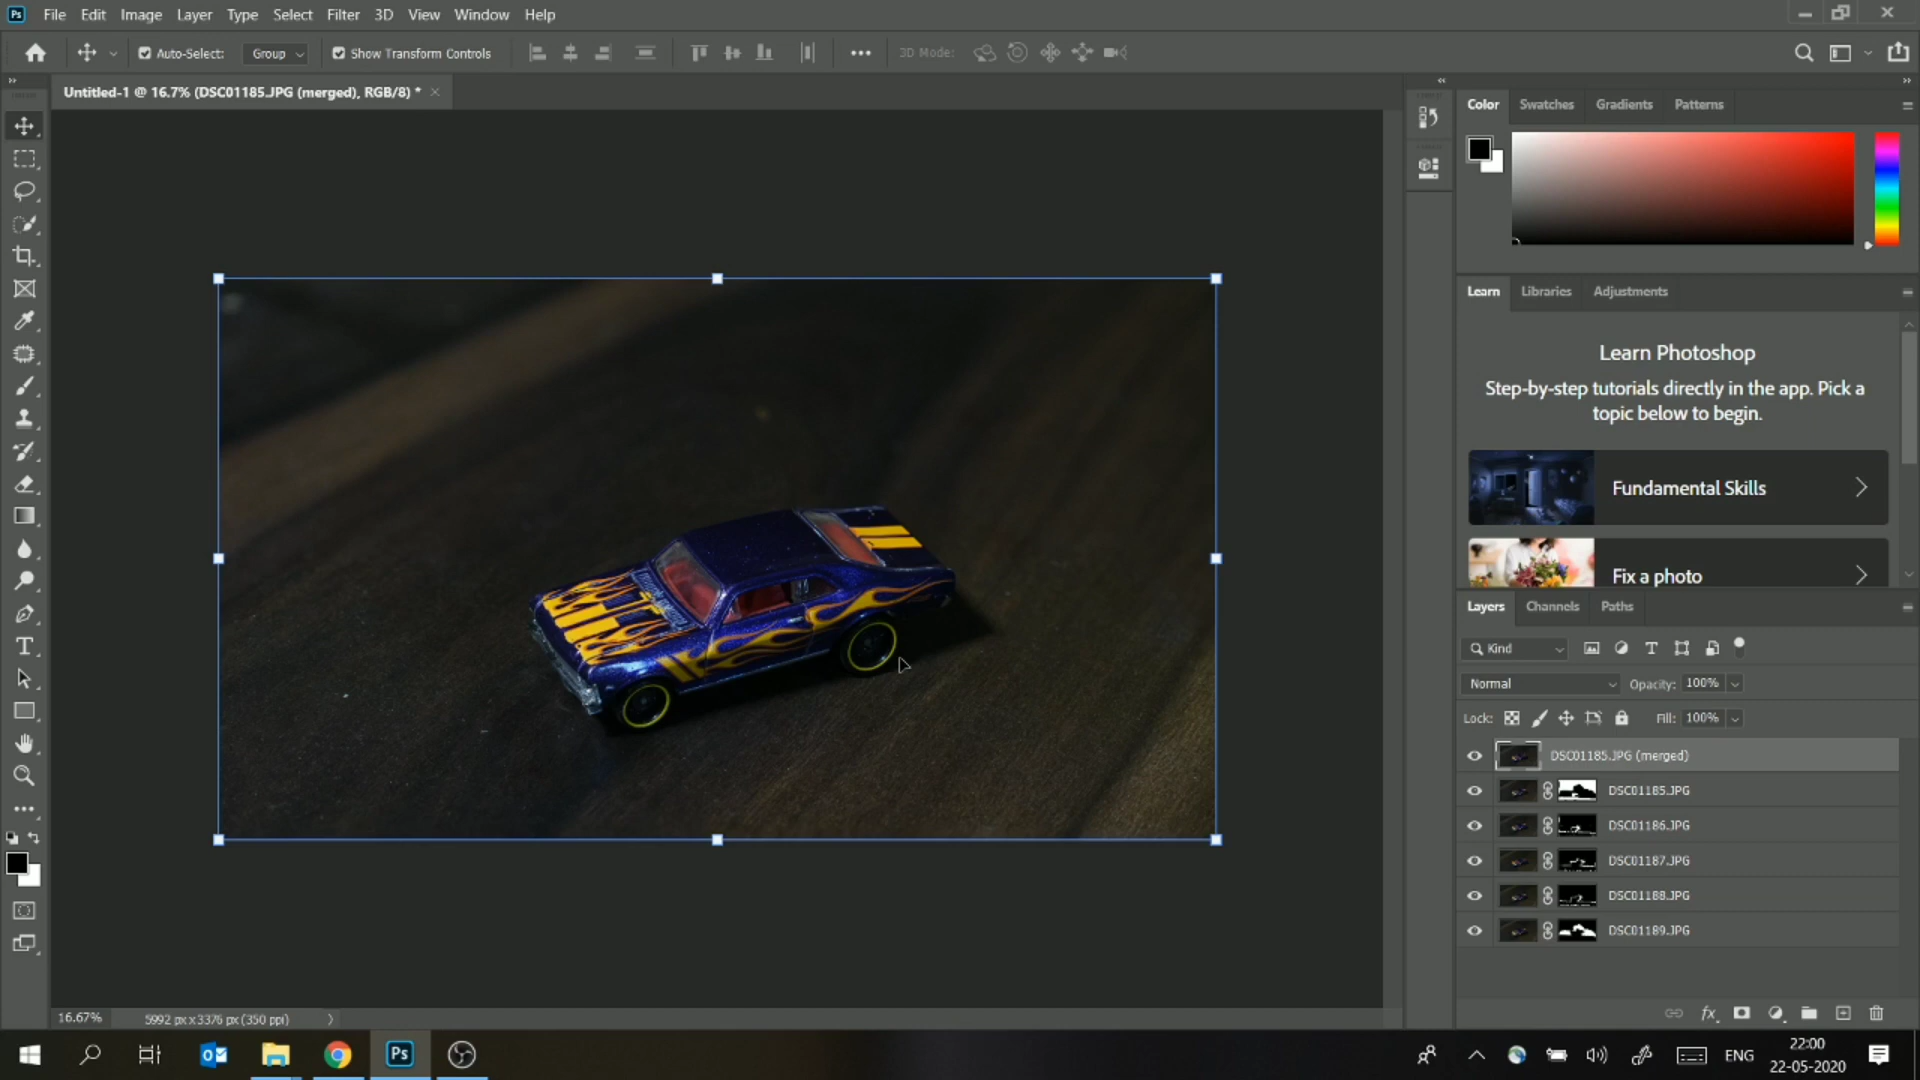 Ps File Edit Image Layer Type Select Filter 3D View Window Help
Auto-Select: Group Show Transform Controls 3D Mode:
Untitled-1 @ 16.7% (DSC01185.JPG (merged), RGB/8) *
Color Swatches Gradients Patterns
Learn Libraries Adjustments
Learn Photoshop
Step-by-step tutorials directly in the app. Pick a
topic below to begin.
Fundamental Skills
Fix a photo
Layers Channels Paths
Kind
Normal Opacity: 100%
Lock: Fill: 100%
DSC01185.JPG (merged)
DSC01185.JPG
DSC01186.JPG
DSC01187.JPG
DSC01188.JPG
DSC01189.JPG
16.67% 5992 px x 3376 px (350 ppi)
Ps
ENG
22:00
22-05-2020